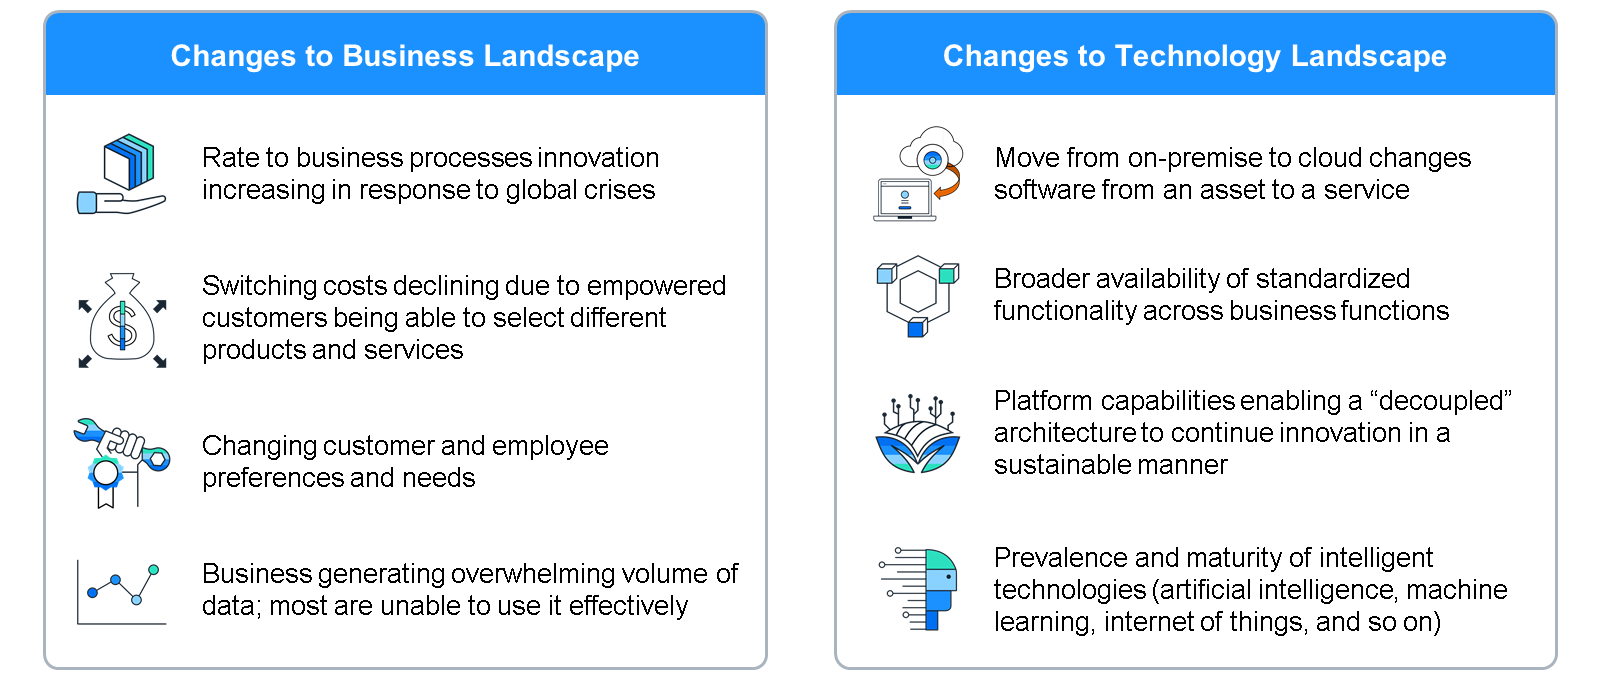 Changes to Business Landscape
Rate to business processes innovation
increasing in response to global crises
Switching costs declining due to empowered
customers being able to select different
products and services
Changing customer and employee
preferences and needs
Business generating overwhelming volume of
data; most are unable to use it effectively
Changes to Technology Landscape
Move from on-premise to cloud changes
software from an asset to a service
Broader availability of standardized
functionality across business functions
Platform capabilities enabling a “decoupled”
architecture to continue innovation in a
sustainable manner
Prevalence and maturity of intelligent
technologies (artificial intelligence, machine
learning, internet of things, and so on)